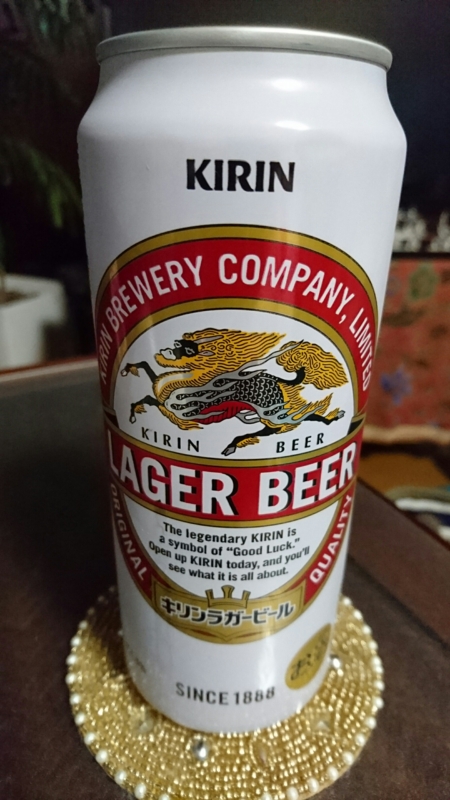 KIRIN
KIRIN BREWERY COMPANY, LIMITED
KIRIN BEER
LAGER BEER
ORIGINAL QUALITY
The legendary KIRIN is
a symbol of "Good Luck."
Open up KIRIN today, and you'll
see what it is all about.
キリンラガービール
SINCE 1888